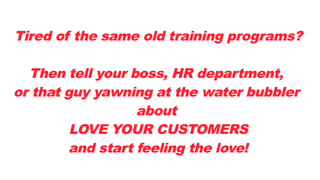 Tired of the same old training programs?
Then tell your boss, HR department,
or that guy yawning at the water bubbler
about
LOVE YOUR CUSTOMERS
and start feeling the love!